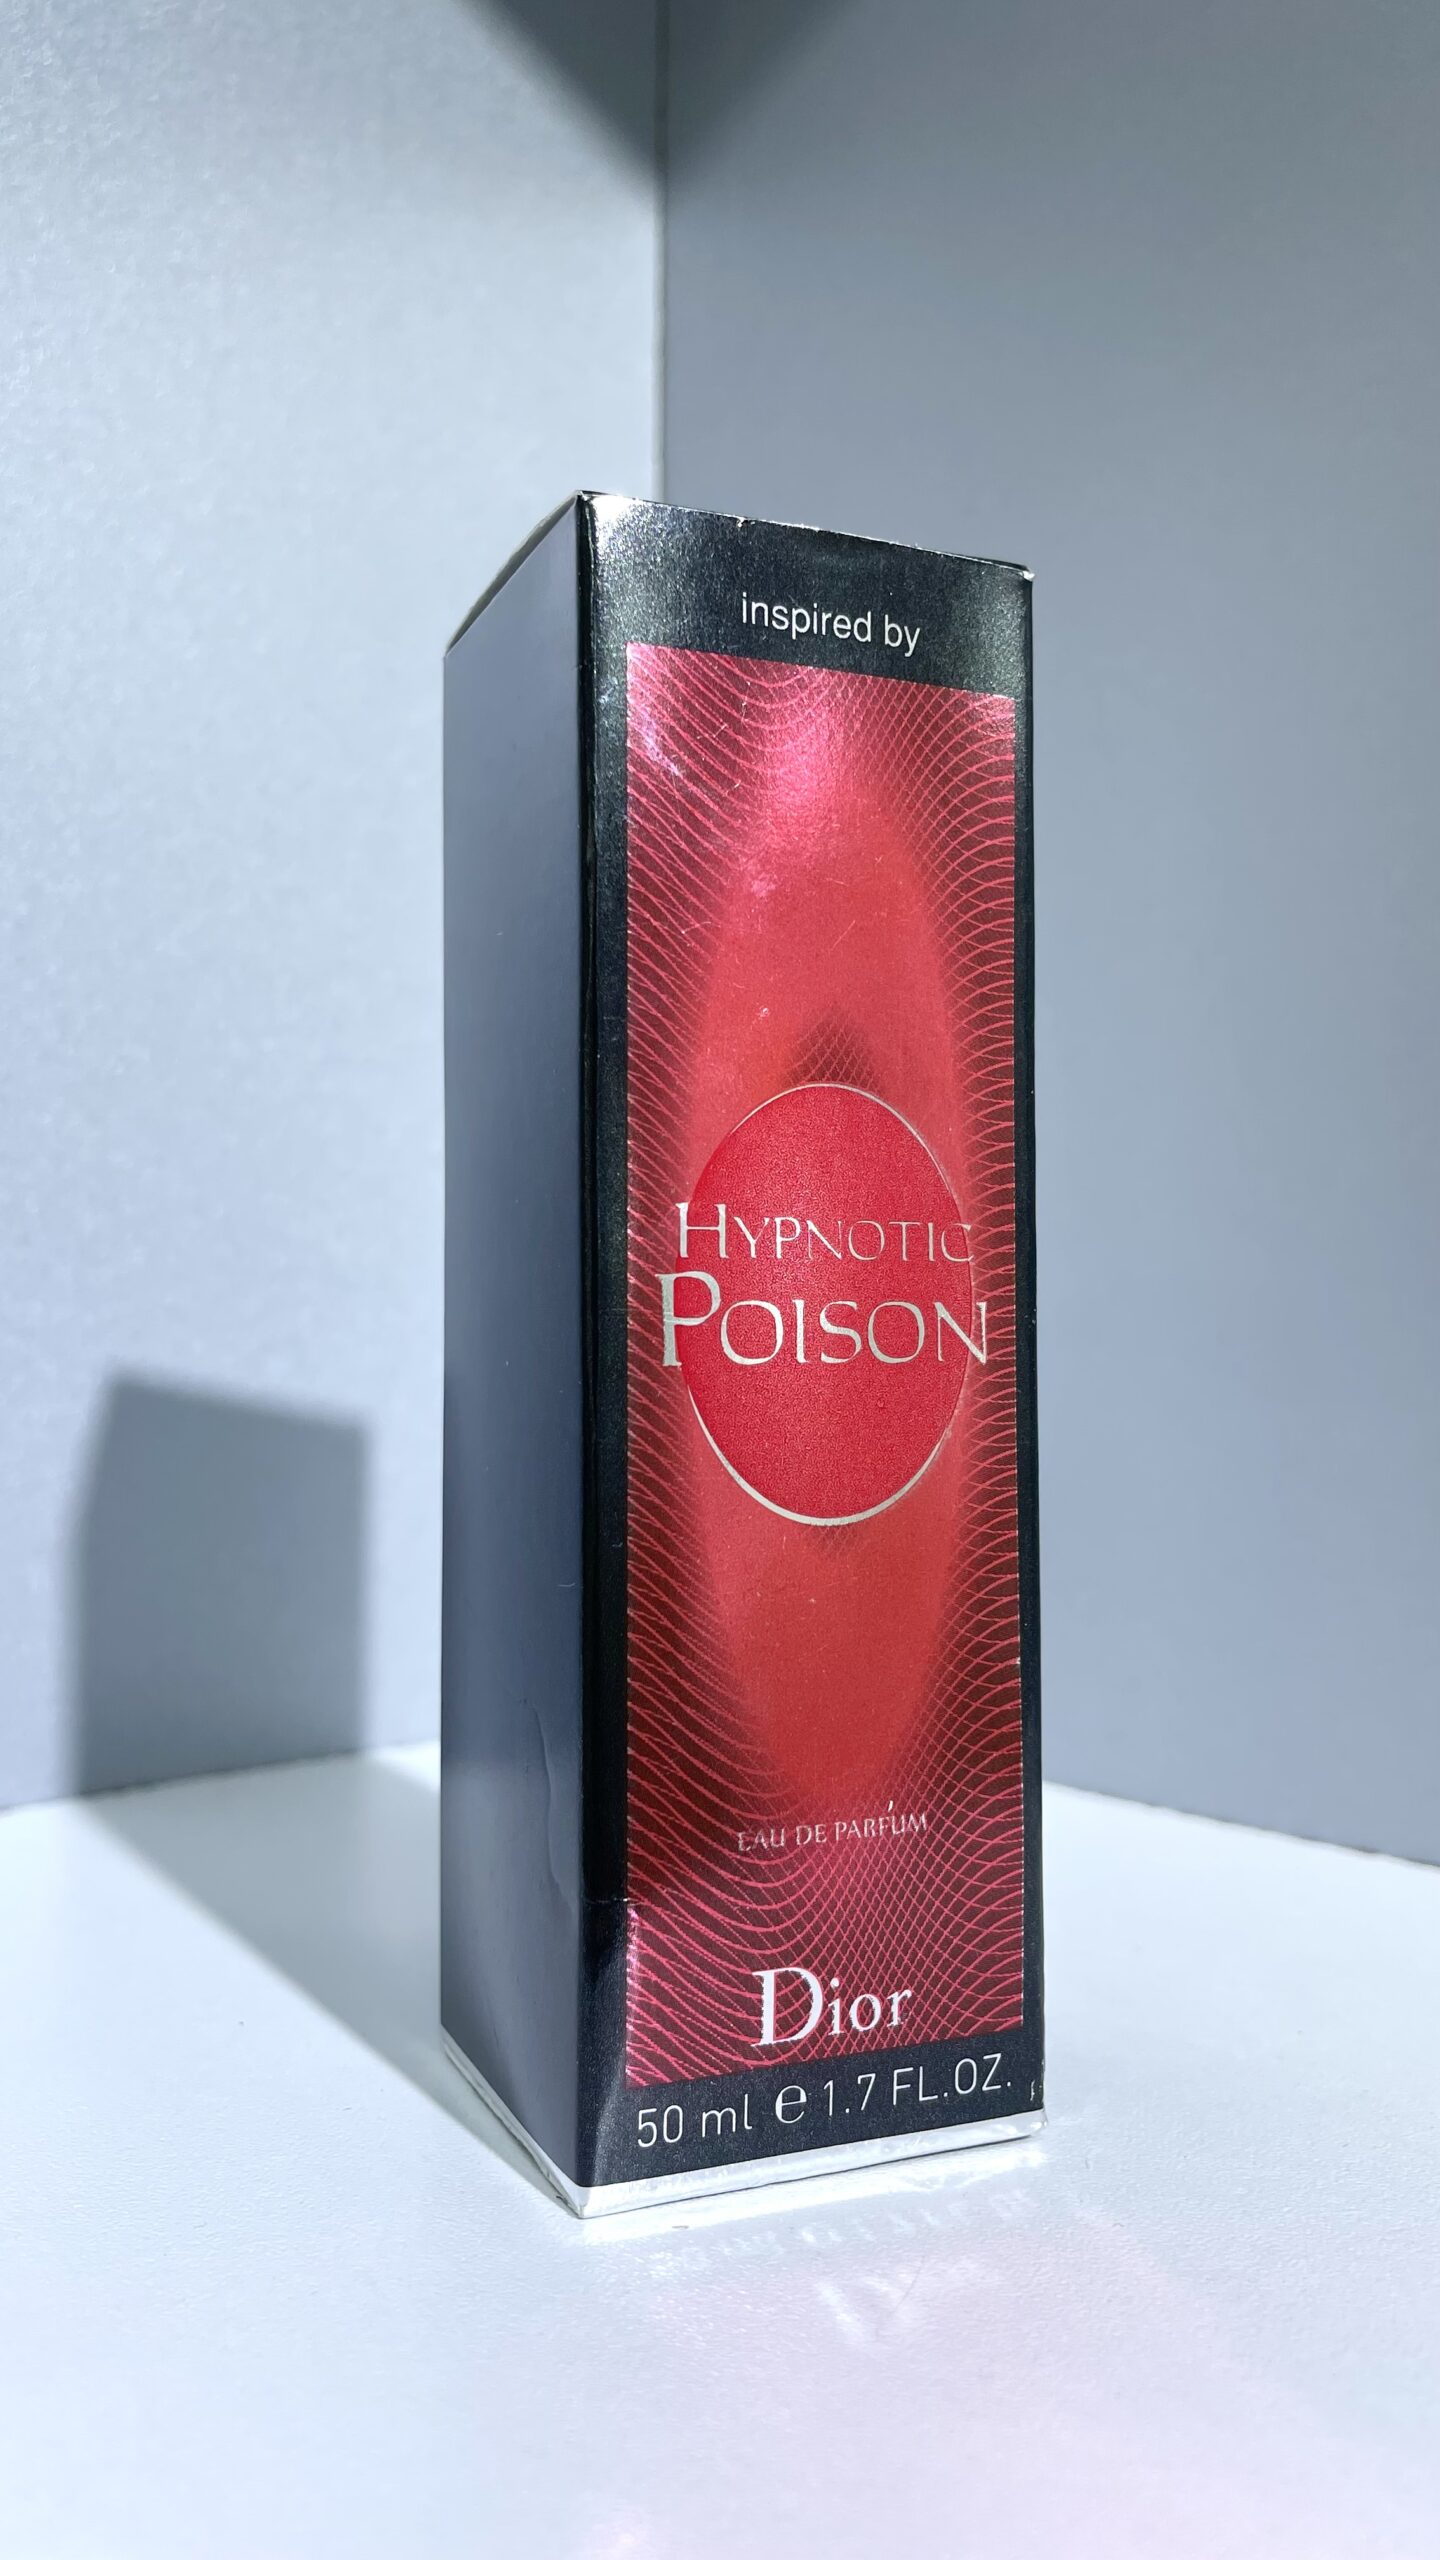 inspired by
HYPNOTIC
POISON
EAU DE PARFUM
Dior
50 ml e 1.7 FL.OZ.